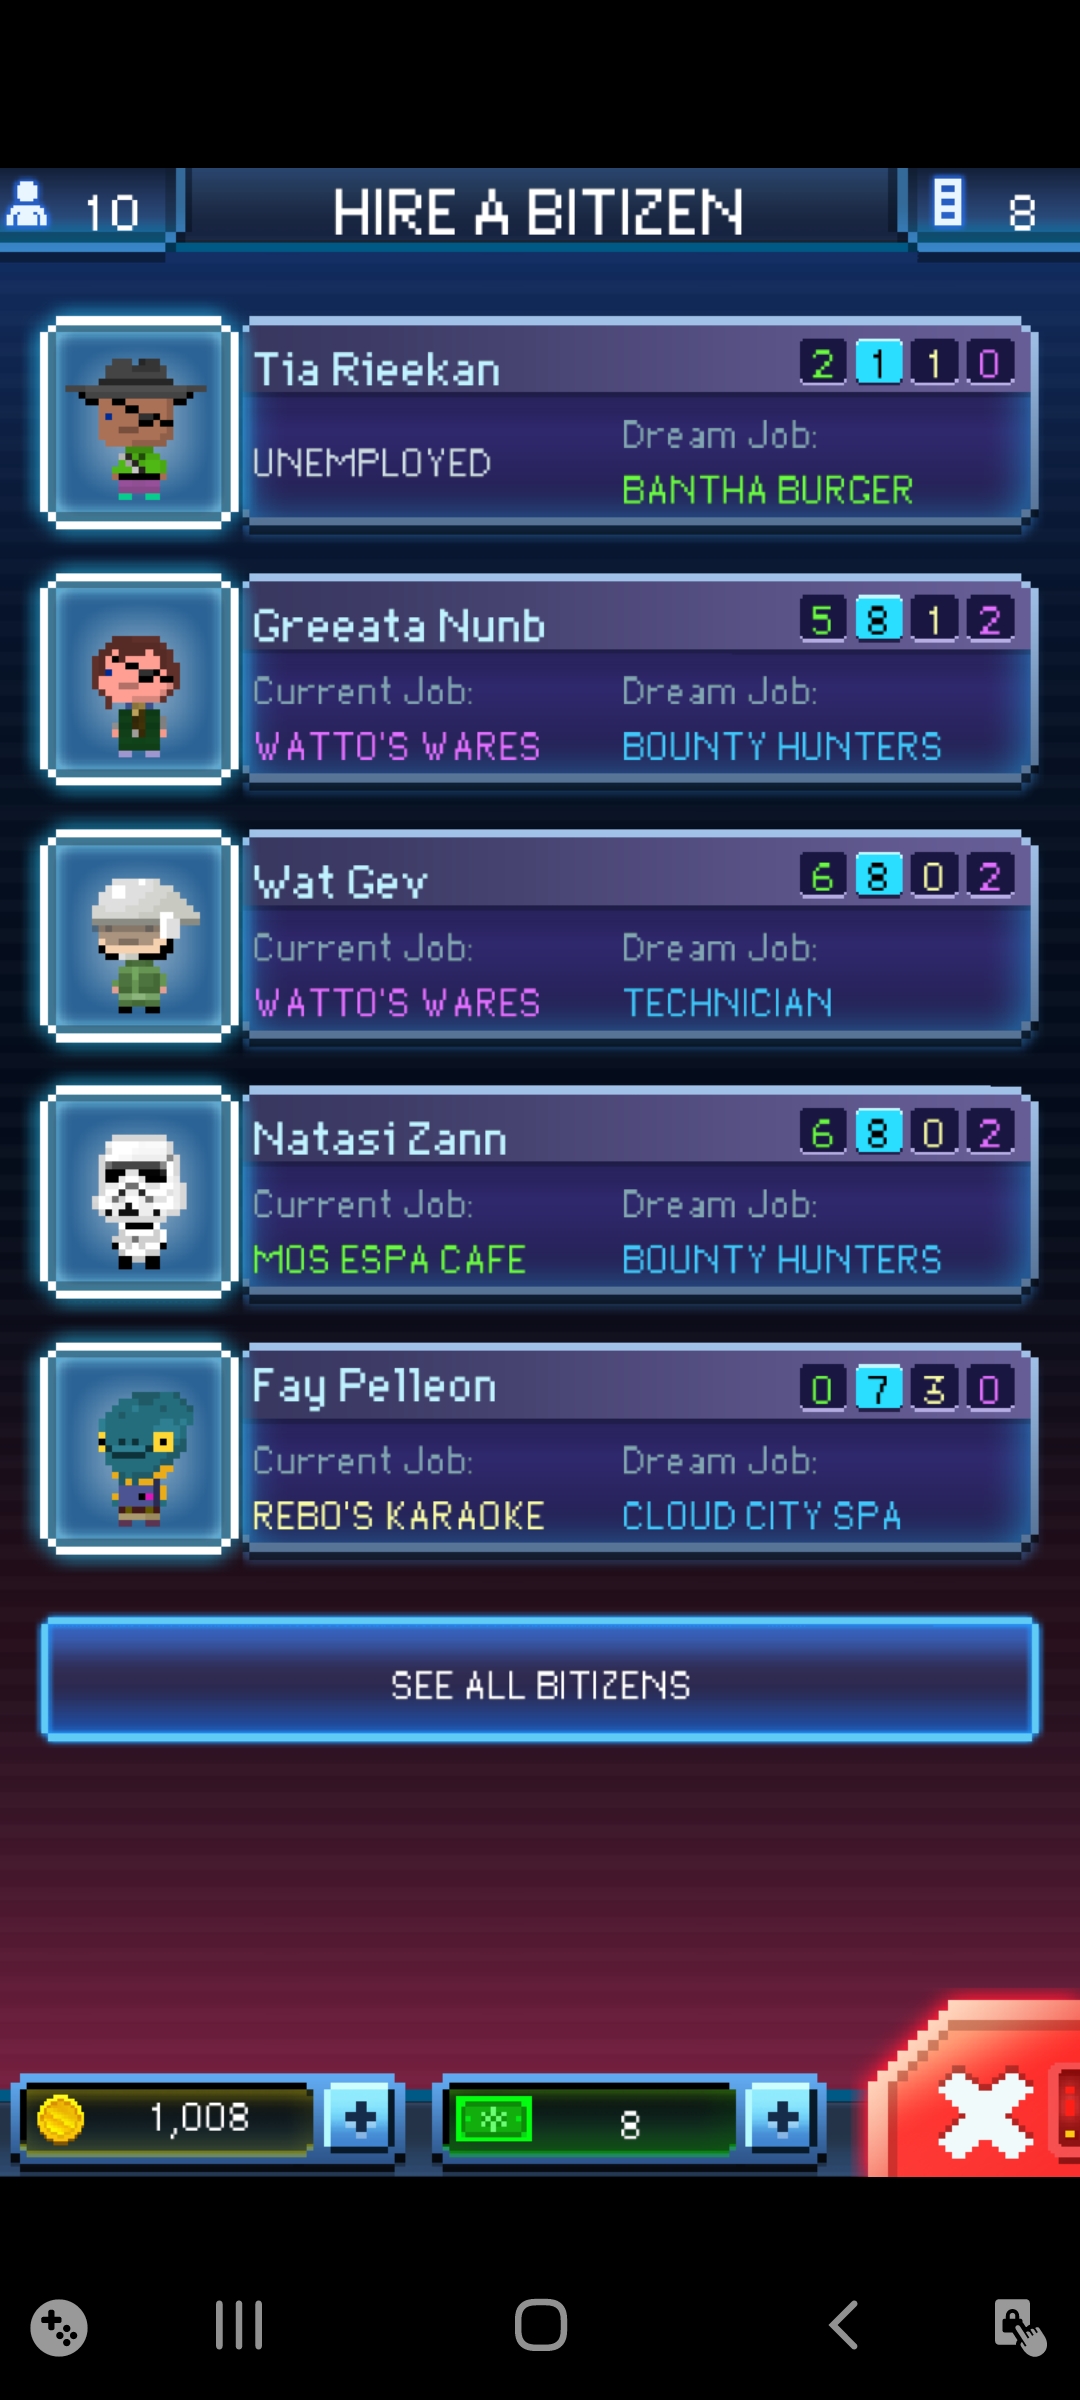 10 HIRE A BITIZEN 8
Tia Rieekan 2 1 1 0
UNEMPLOYED
Dream Job:
BANTHA BURGER
Greeata Nunb 5 8 1 2
Current Job: Dream Job:
WATTO'S WARES BOUNTY HUNTERS
Wat Gev 6 8 0 2
Current Job: Dream Job:
WATTO'S WARES TECHNICIAN
Natasi Zann 6 8 0 2
Current Job: Dream Job:
MOS ESPA CAFE BOUNTY HUNTERS
Fay Pelleon 0 7 3 0
Current Job: Dream Job:
REBO'S KARAOKE CLOUD CITY SPA
SEE ALL BITIZENS
1,008 + 8 +